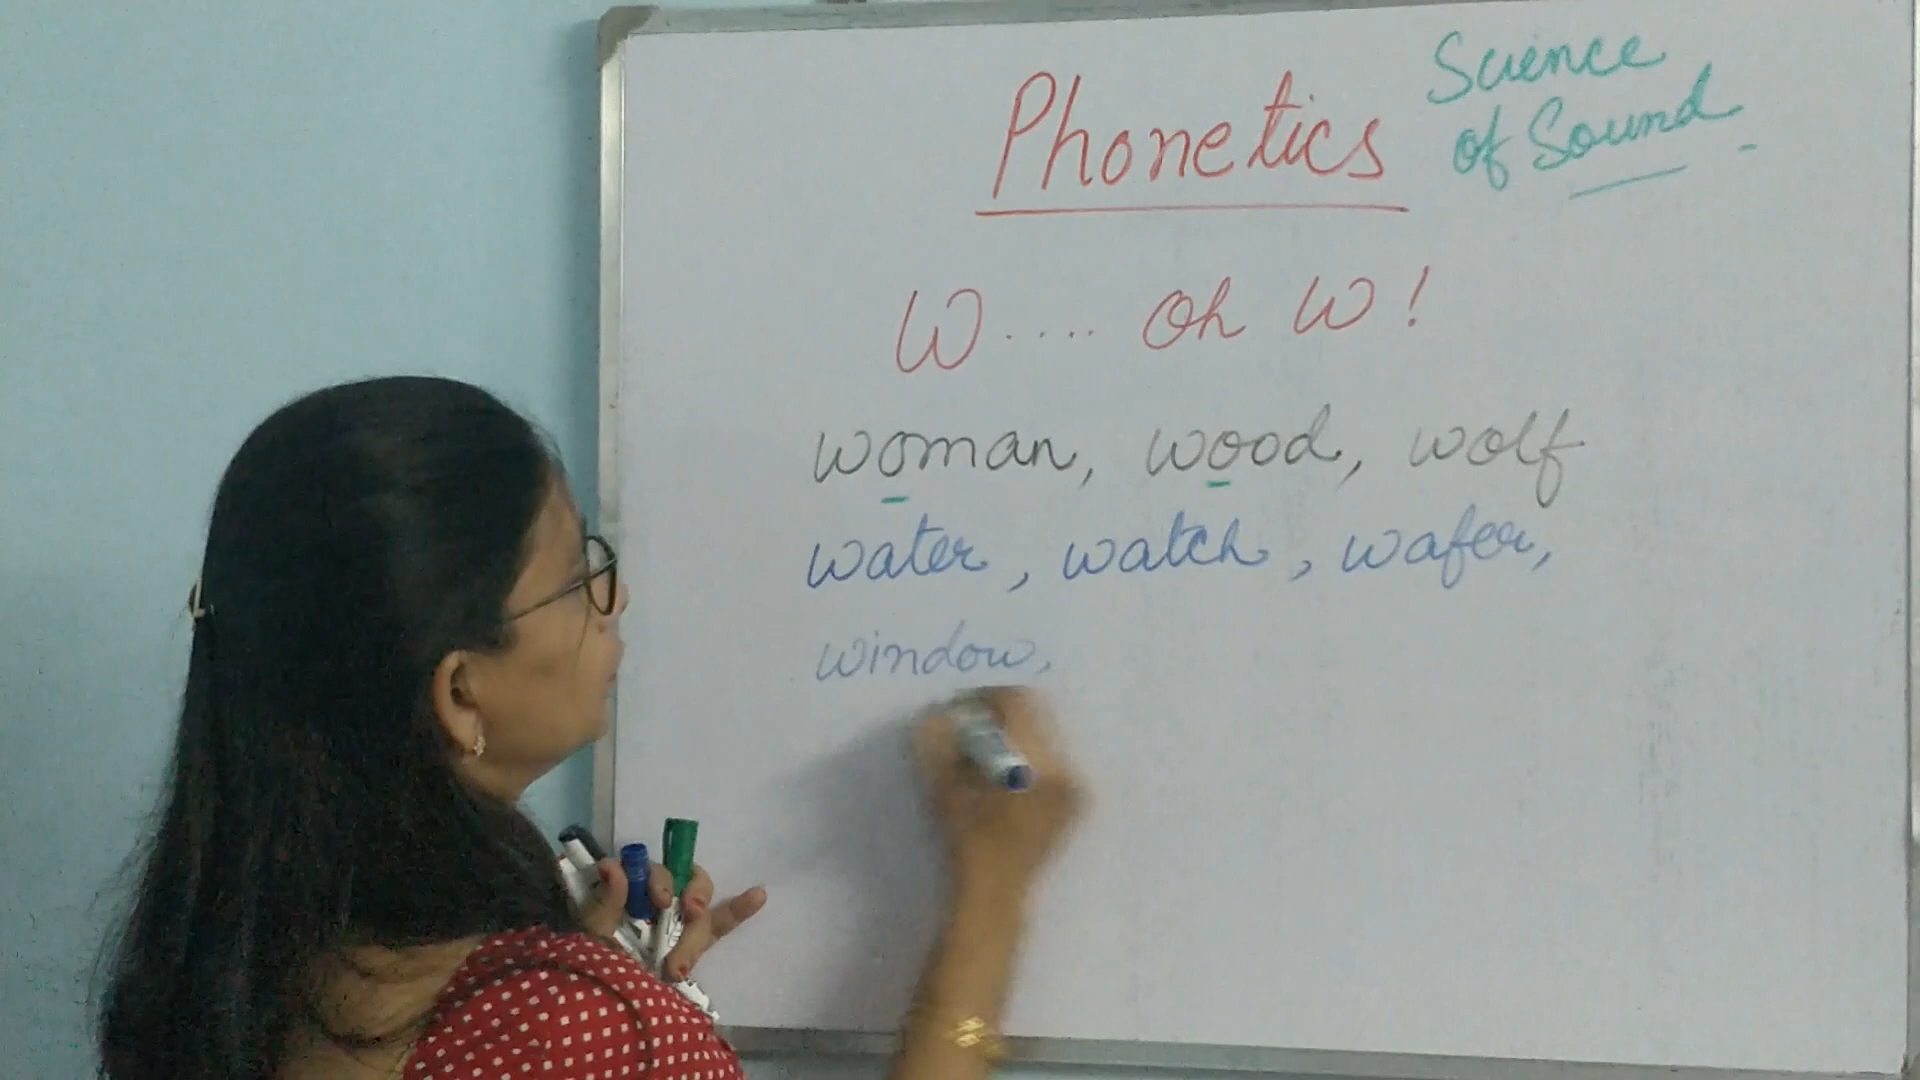 Phonetics
Science
of Sound
W.... Oh W!
woman, wood, wolf
water, watch, wafer,
window,